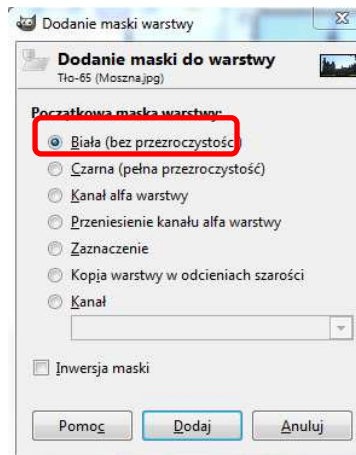 Dodanie maski warstwy
Dodanie maski do warstwy
Tło-65 (Moszna.jpg)
Początkowa maska warstwy:
Biała (bez przezroczystości)
Czarna (pełna przezroczystość)
Kanał alfa warstwy
Przeniesienie kanału alfa warstwy
Zaznaczenie
Kopia warstwy w odcieniach szarości
Kanał
Inwersja maski
Pomoc Dodaj Anuluj